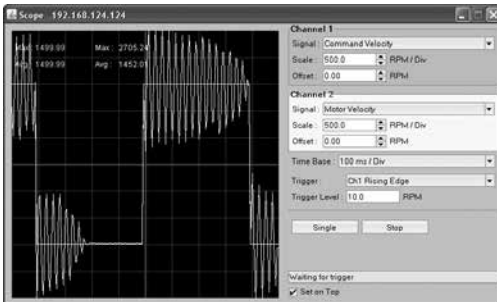 Scope 192.168.124.124
Max: 1499.99 Max: 2705.24
Avg: 1499.99 Avg: 1452.01
Channel 1
Signal: Command Velocity
Scale: 500.0 RPM / Div
Offset: 0.00 RPM
Channel 2
Signal: Motor Velocity
Scale: 500.0 RPM / Div
Offset: 0.00 RPM
Time Base: 100 ms / Div
Trigger: Ch1 Rising Edge
Trigger Level: 10.0 RPM
Single Stop
Waiting for trigger
Set on Top